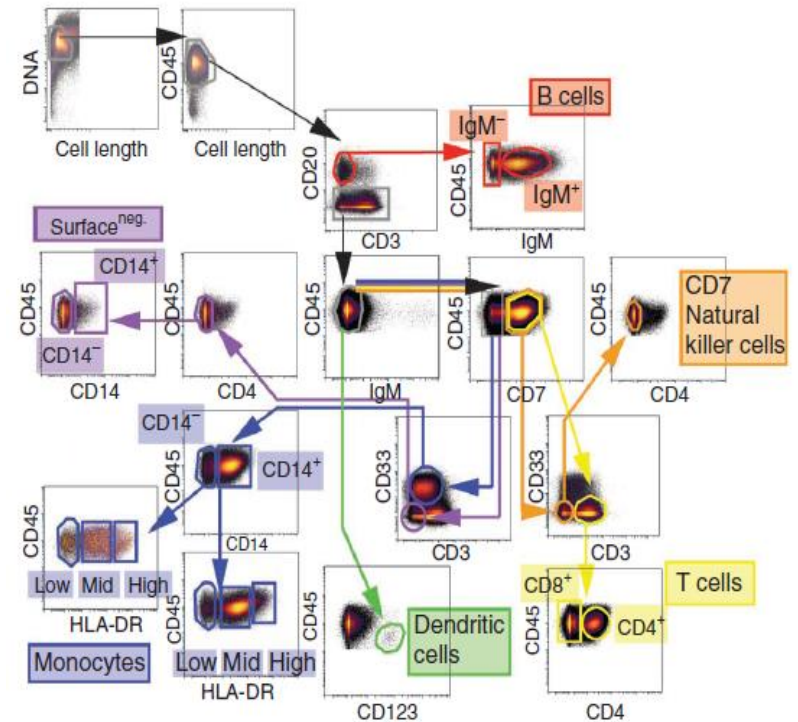 DNA
Cell length
CD45
Cell length
CD20
CD3
B cells
IgM–
IgM+
CD45
IgM
Surfaceneg.
CD14+
CD45
CD14–
CD14
CD45
CD4
CD45
IgM
CD45
CD7
CD45
CD4
CD7
Natural
killer cells
CD14–
CD45
CD14+
CD14
CD33
CD3
CD33
CD3
CD45
Low Mid High
HLA-DR
Monocytes
CD45
Low Mid High
HLA-DR
CD45
Dendritic
cells
CD123
CD8+
T cells
CD45
CD4+
CD4